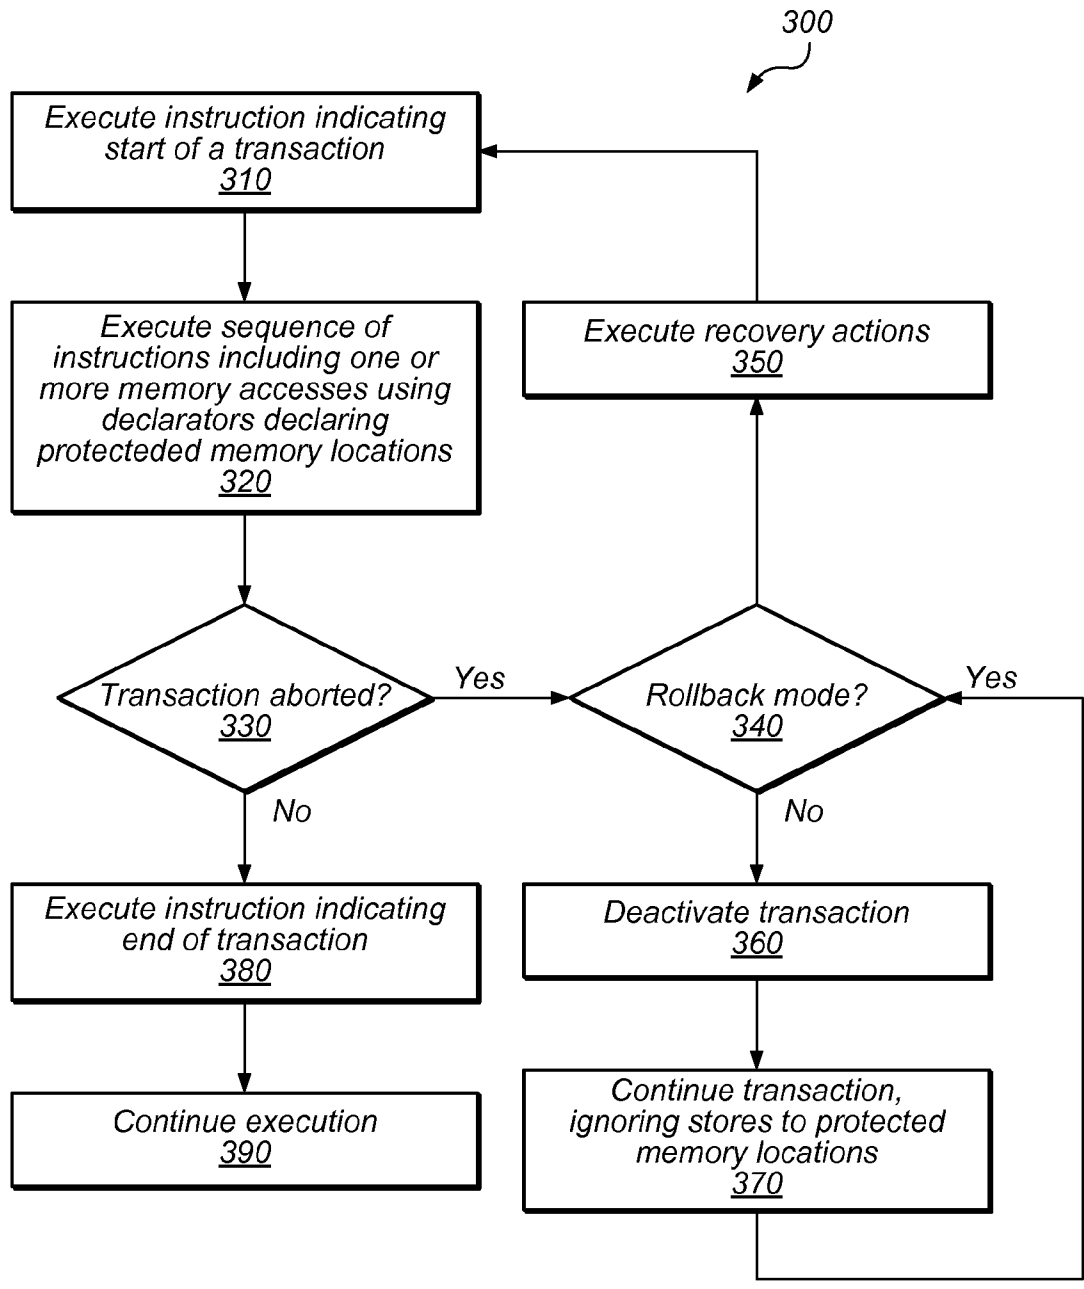 300
Execute instruction indicating
start of a transaction
310
Execute sequence of
instructions including one or
more memory accesses using
declarators declaring
protecteded memory locations
320
Execute recovery actions
350
Transaction aborted?
330
Yes
Rollback mode?
340
Yes
No
No
Execute instruction indicating
end of transaction
380
Deactivate transaction
360
Continue execution
390
Continue transaction,
ignoring stores to protected
memory locations
370